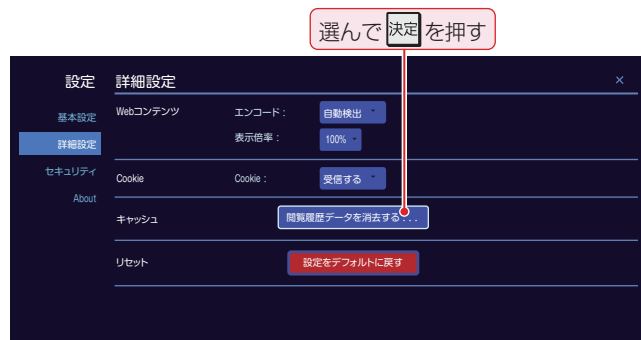 選んで 決定 を押す
設定 詳細設定 ×
基本設定 Webコンテンツ エンコード: 自動検出
詳細設定 表示倍率: 100%
セキュリティ Cookie Cookie: 受信する
About
キャッシュ 閲覧履歴データを消去する...
リセット 設定をデフォルトに戻す